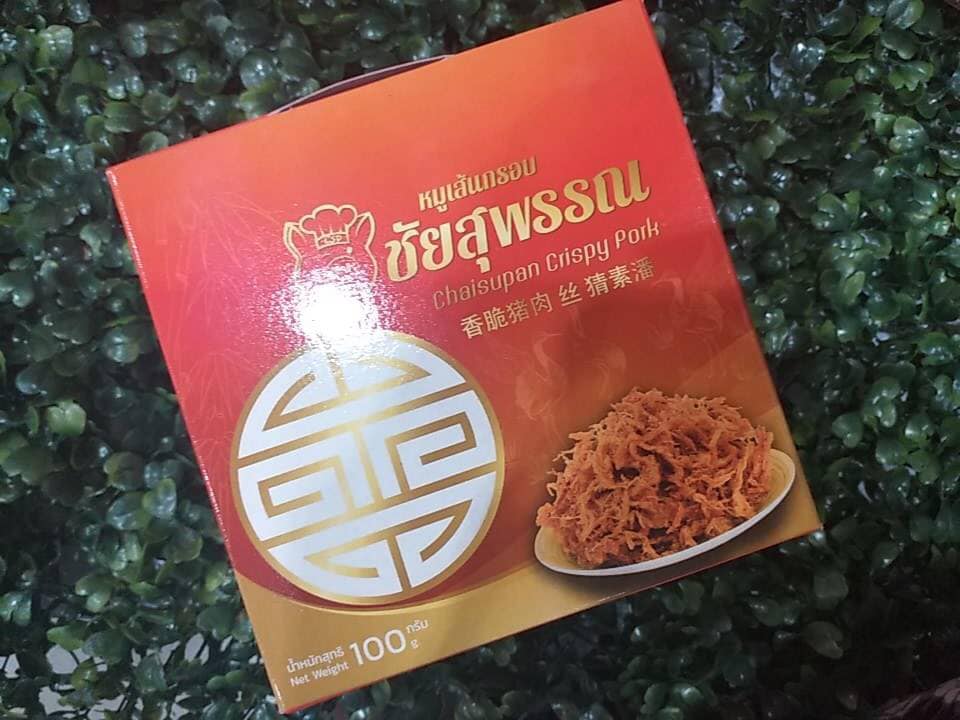 หมูเส้นกรอบ
CSP
ชัยสุพรรณ
Chaisupan Crispy Pork
香脆猪肉 丝 猜素潘
น้ำหนักสุทธิ 100 กรัม
Net Weight g